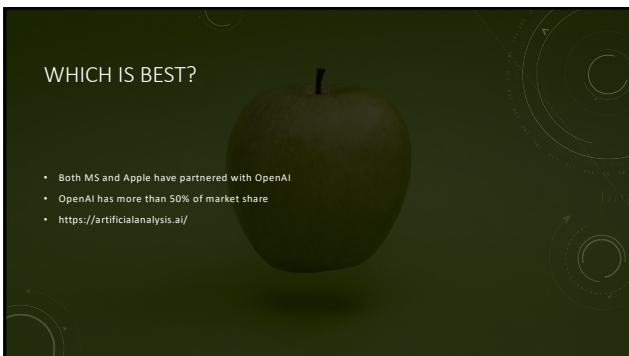 WHICH IS BEST?
• Both MS and Apple have partnered with OpenAI
• OpenAI has more than 50% of market share
• https://artificialanalysis.ai/